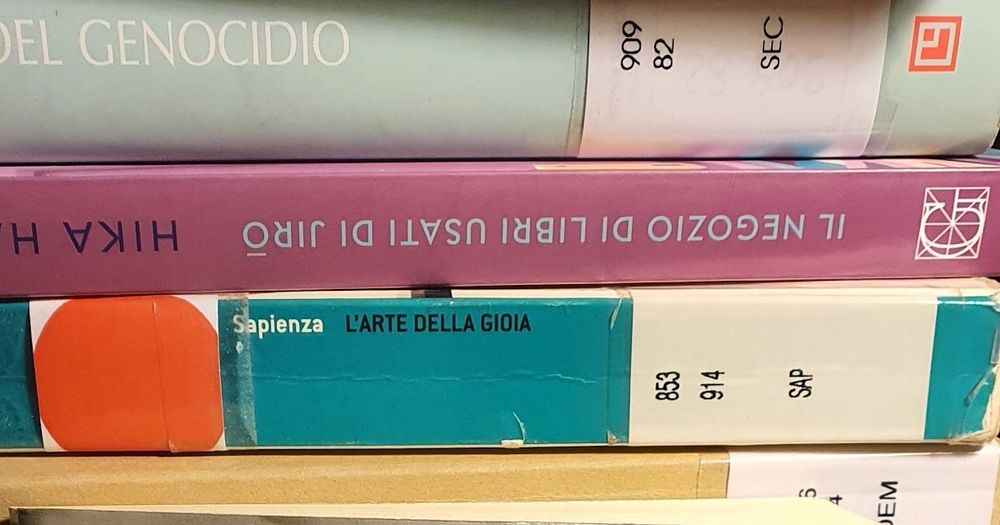 DEL GENOCIDIO
909
82
SEC
HIKA
IL NEGOZIO DI LIBRI USATI DI JIRŌ
Sapienza L'ARTE DELLA GIOIA
853
914
SAP